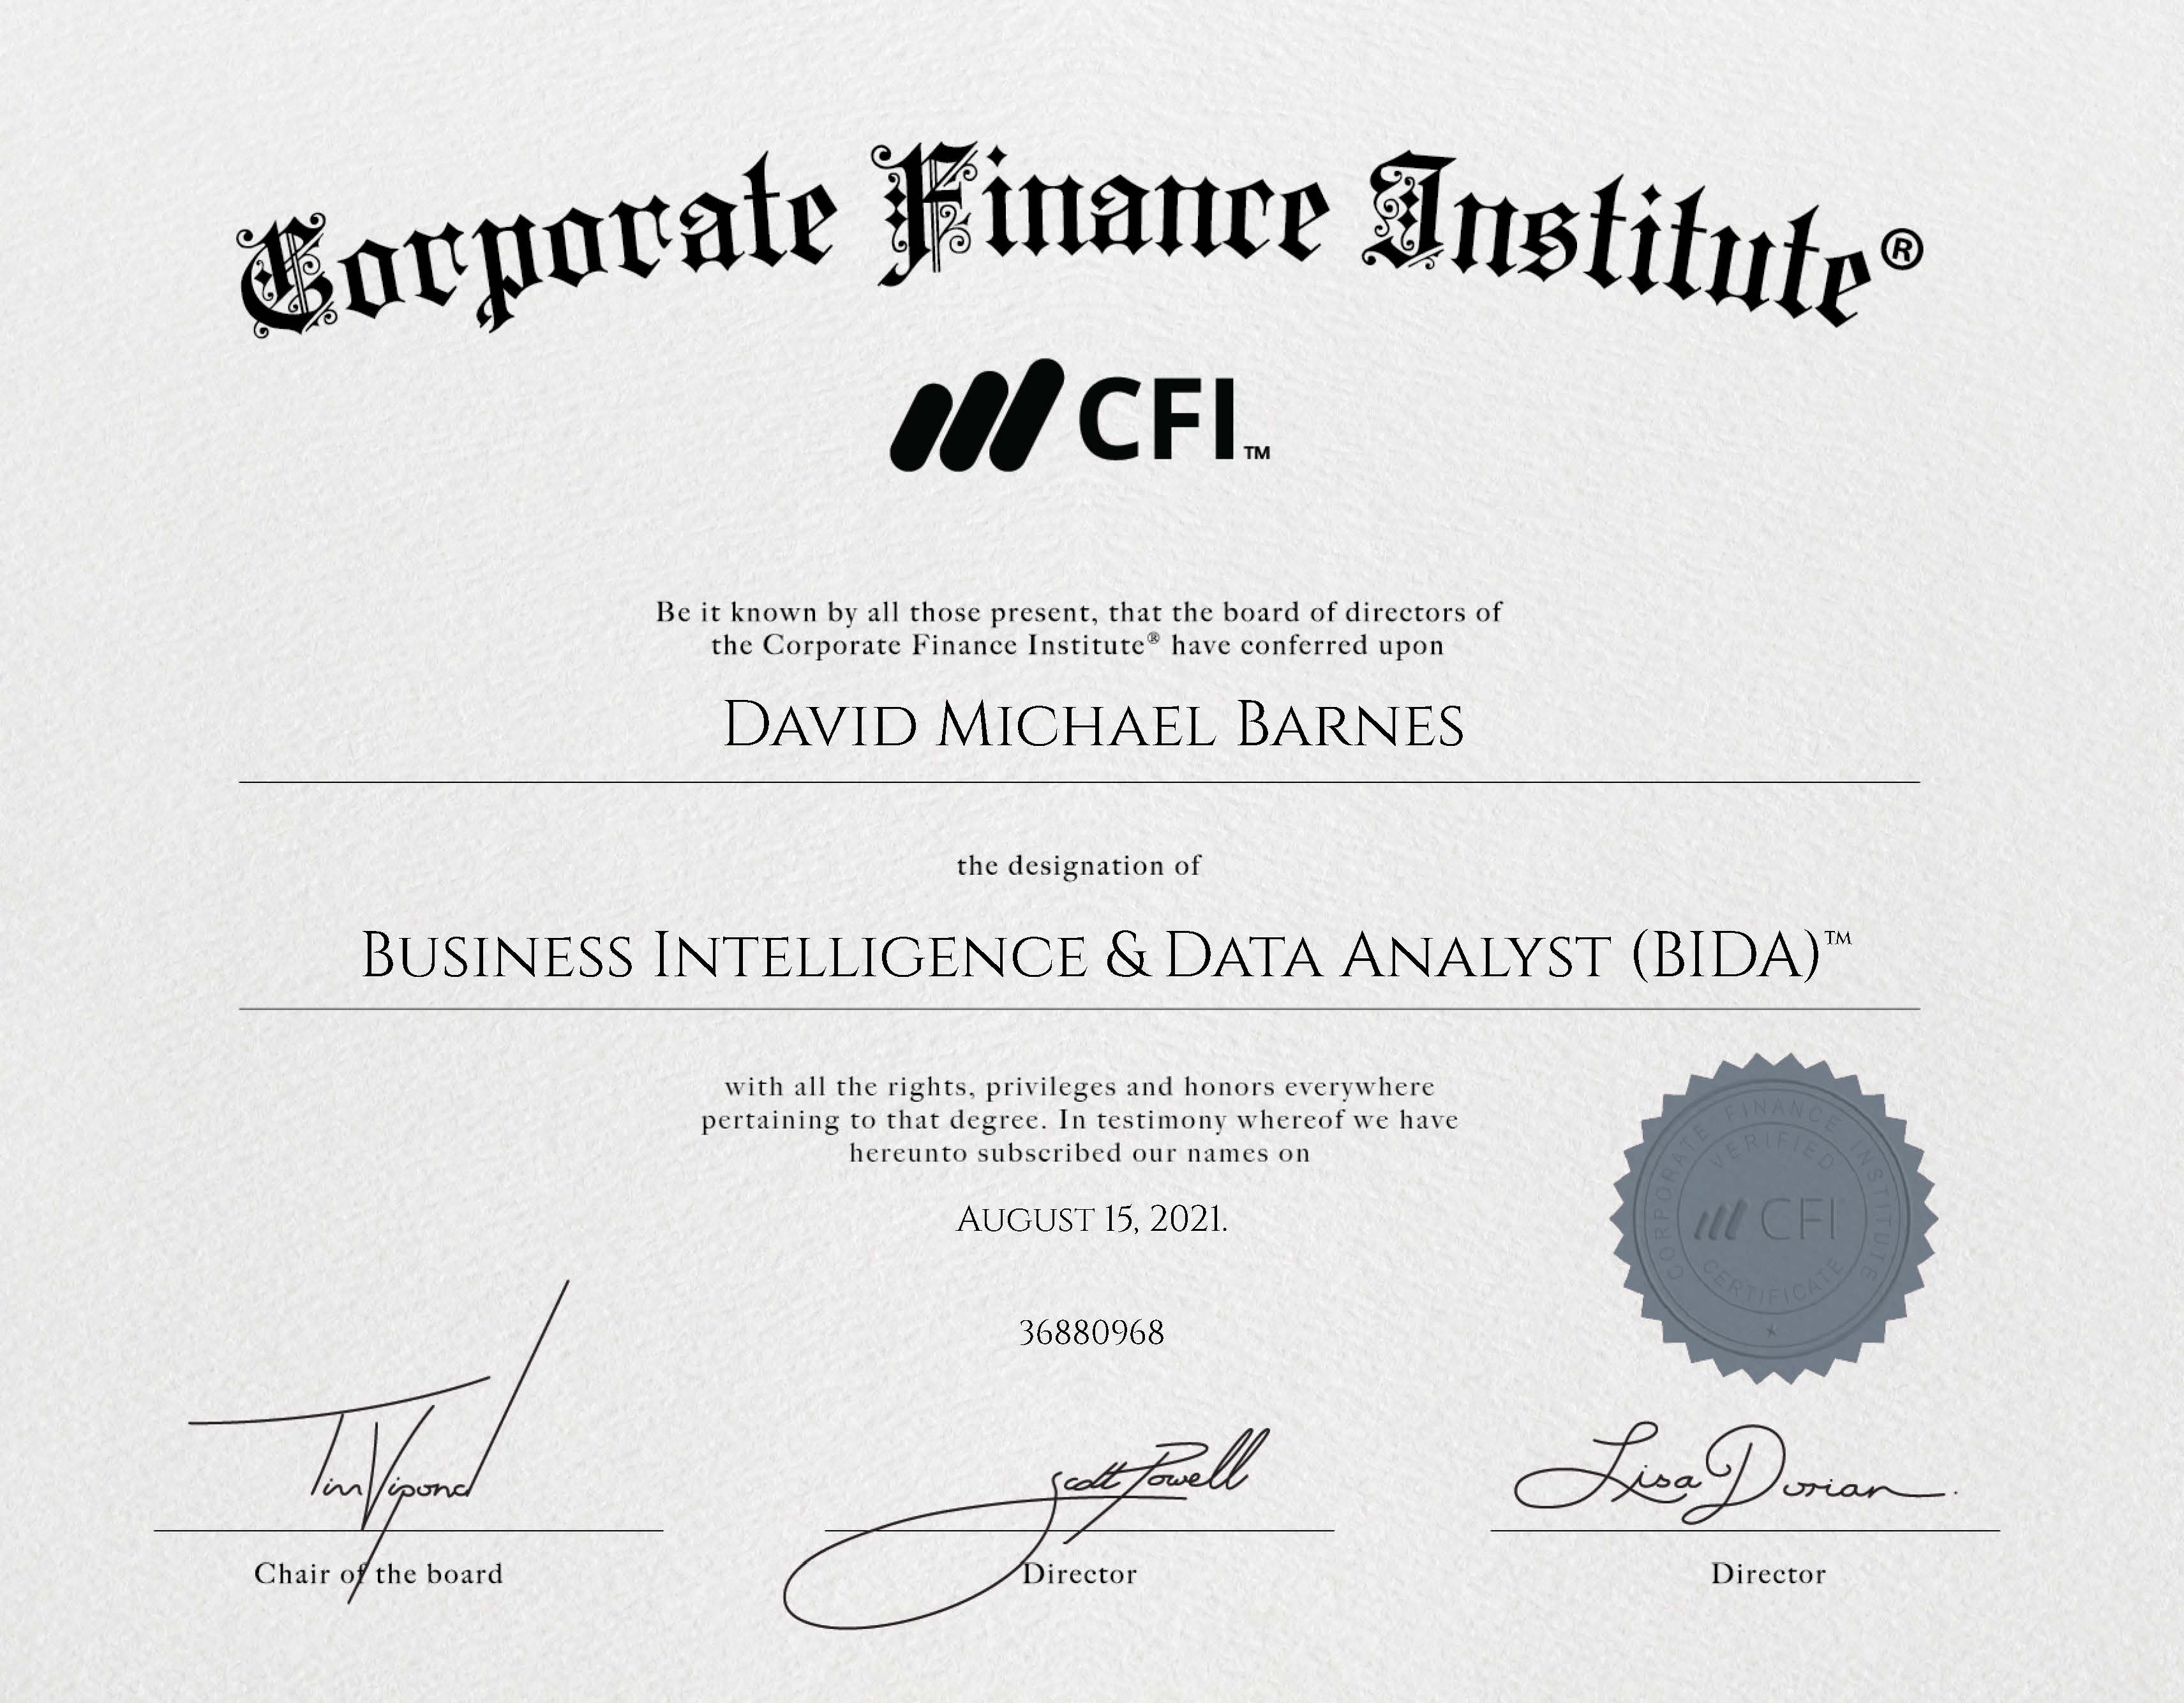 Corporate Finance Institute®
CFI™
Be it known by all those present, that the board of directors of
the Corporate Finance Institute® have conferred upon
DAVID MICHAEL BARNES
the designation of
BUSINESS INTELLIGENCE & DATA ANALYST (BIDA)™
with all the rights, privileges and honors everywhere
pertaining to that degree. In testimony whereof we have
hereunto subscribed our names on
AUGUST 15, 2021.
36880968
CORPORATE FINANCE INSTITUTE
VERIFIED
CFI
CERTIFICATE
Tim Vipond
Scott Powell
Lisa Dorian
Chair of the board
Director
Director